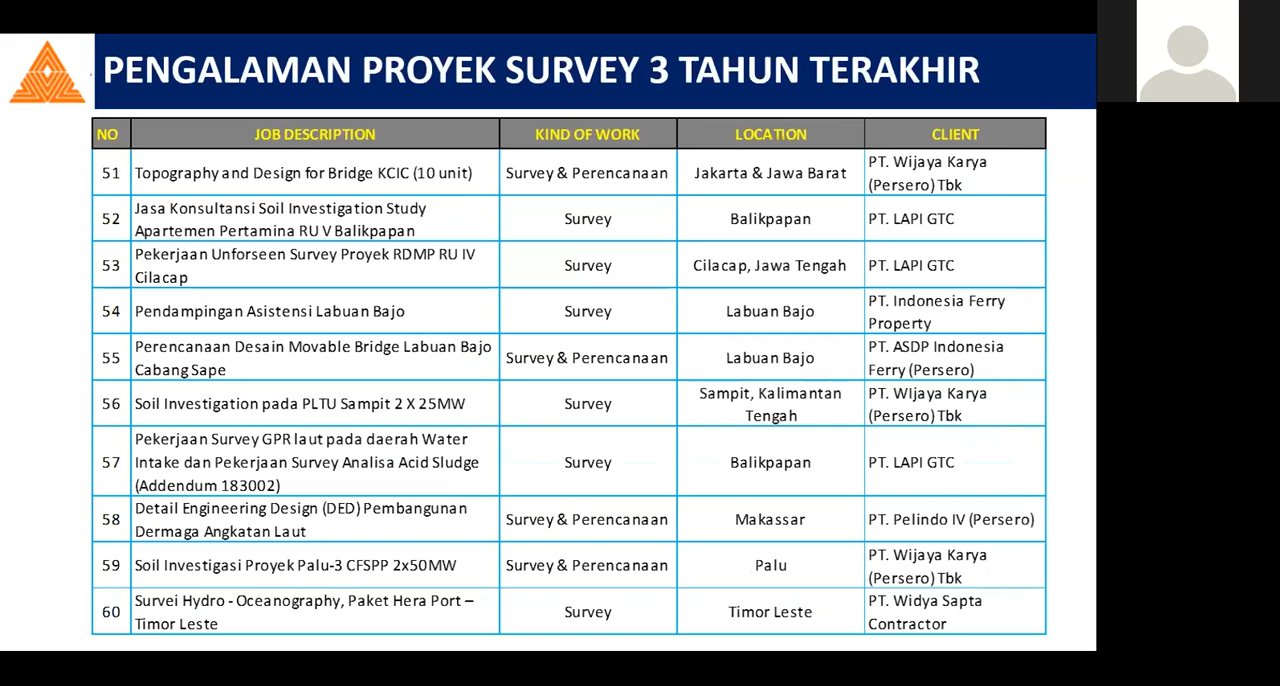 PENGALAMAN PROYEK SURVEY 3 TAHUN TERAKHIR
NO JOB DESCRIPTION KIND OF WORK LOCATION CLIENT
51 Topography and Design for Bridge KCIC (10 unit) Survey & Perencanaan Jakarta & Jawa Barat PT. Wijaya Karya
(Persero) Tbk
52 Jasa Konsultansi Soil Investigation Study
Apartemen Pertamina RU V Balikpapan Survey Balikpapan PT. LAPI GTC
53 Pekerjaan Unforseen Survey Proyek RDMP RU IV
Cilacap Survey Cilacap, Jawa Tengah PT. LAPI GTC
54 Pendampingan Asistensi Labuan Bajo Survey Labuan Bajo PT. Indonesia Ferry
Property
55 Perencanaan Desain Movable Bridge Labuan Bajo
Cabang Sape Survey & Perencanaan Labuan Bajo PT. ASDP Indonesia
Ferry (Persero)
56 Soil Investigation pada PLTU Sampit 2 X 25MW Survey Sampit, Kalimantan
Tengah PT. WIjaya Karya
(Persero) Tbk
57 Pekerjaan Survey GPR laut pada daerah Water
Intake dan Pekerjaan Survey Analisa Acid Sludge
(Addendum 183002) Survey Balikpapan PT. LAPI GTC
58 Detail Engineering Design (DED) Pembangunan
Dermaga Angkatan Laut Survey & Perencanaan Makassar PT. Pelindo IV (Persero)
59 Soil Investigasi Proyek Palu-3 CFSPP 2x50MW Survey & Perencanaan Palu PT. Wijaya Karya
(Persero) Tbk
60 Survei Hydro - Oceanography, Paket Hera Port –
Timor Leste Survey Timor Leste PT. Widya Sapta
Contractor